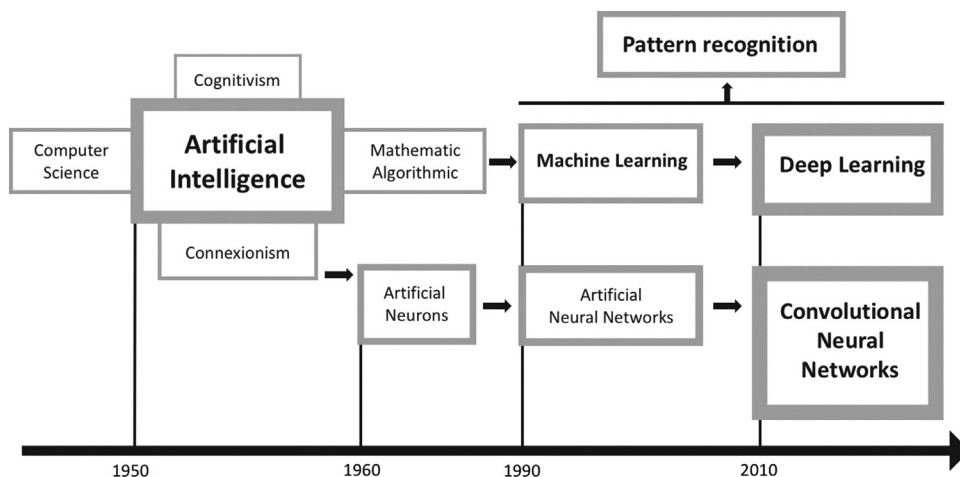 Pattern recognition
Cognitivism
Computer
Science
Artificial
Intelligence
Mathematic
Algorithmic
Machine Learning
Deep Learning
Connexionism
Artificial
Neurons
Artificial
Neural Networks
Convolutional
Neural
Networks
1950
1960
1990
2010